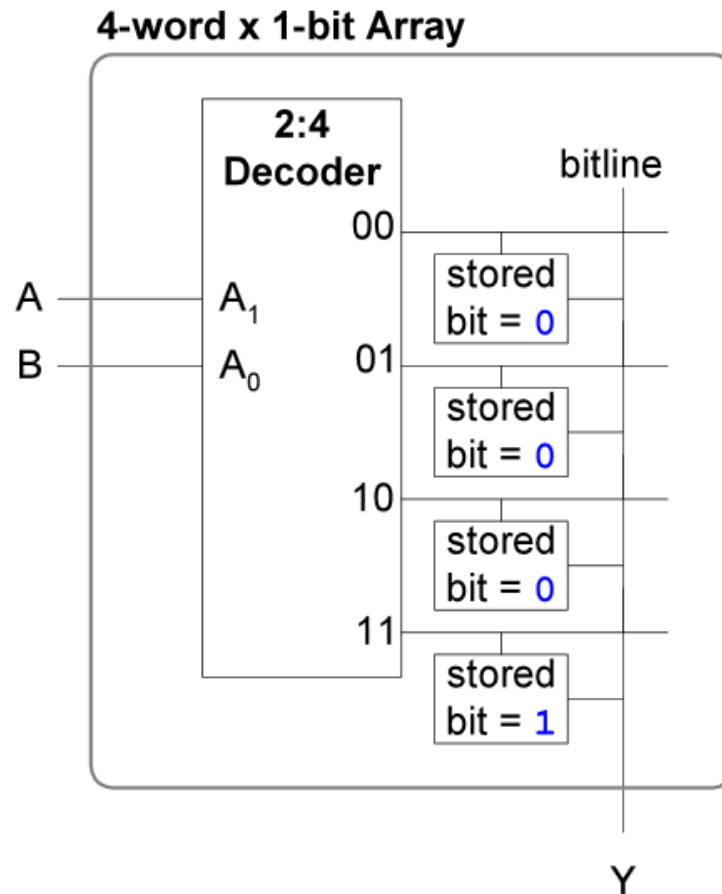 4-word x 1-bit Array
2:4
Decoder
bitline
00
stored
bit = 0
A
A1
01
B
A0
stored
bit = 0
10
stored
bit = 0
11
stored
bit = 1
Y